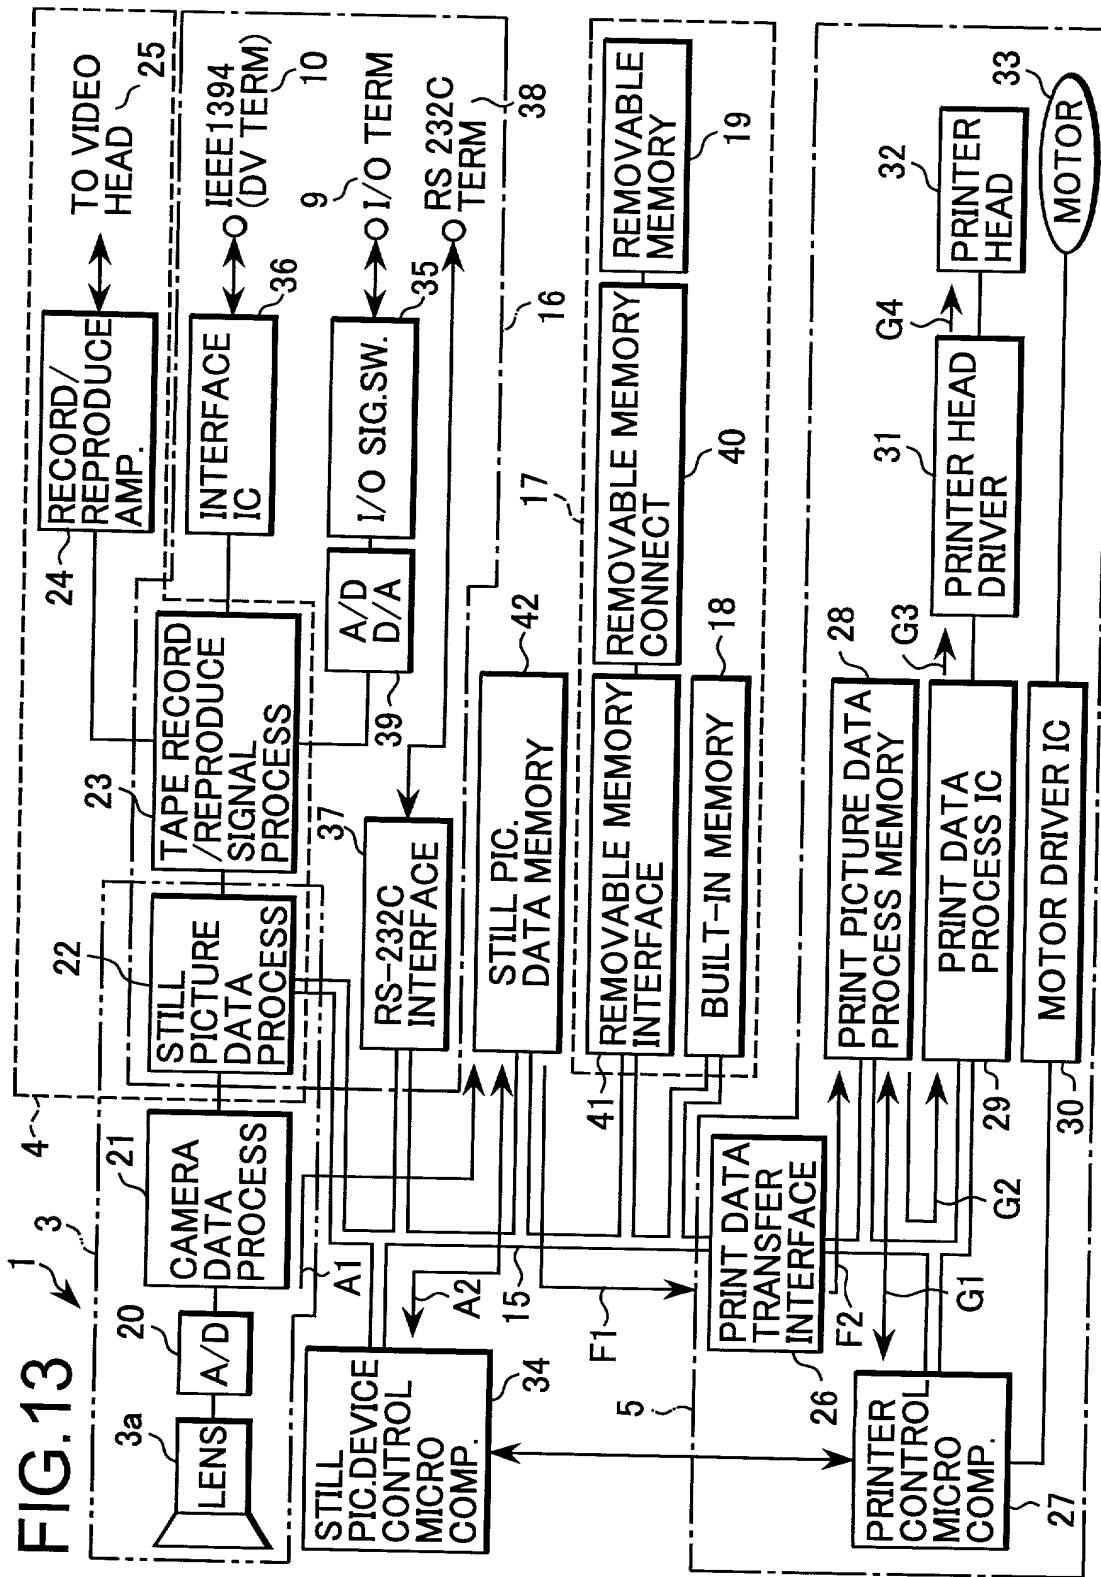 FIG.13
1
3
4
3a
LENS
20
A/D
21
CAMERA
DATA
PROCESS
22
STILL
PICTURE
DATA
PROCESS
23
TAPE RECORD
/REPRODUCE
SIGNAL
PROCESS
24
RECORD/
REPRODUCE
AMP.
TO VIDEO
HEAD
25
INTERFACE
IC
36
IEEE1394
(DV TERM)
10
A/D
D/A
39
I/O SIG.SW.
35
9
I/O TERM
RS 232C
TERM
38
37
RS-232C
INTERFACE
16
A1
STILL
PIC.DEVICE
CONTROL
MICRO
COMP.
34
A2
15
F1
STILL PIC.
DATA MEMORY
42
17
41
REMOVABLE MEMORY
INTERFACE
REMOVABLE MEMORY
CONNECT
40
REMOVABLE
MEMORY
19
BUILT-IN MEMORY
18
5
PRINT DATA
TRANSFER
INTERFACE
26
F2
G1
G2
PRINTER
CONTROL
MICRO
COMP.
27
PRINT PICTURE DATA
PROCESS MEMORY
28
PRINT DATA
PROCESS IC
29
G3
MOTOR DRIVER IC
30
PRINTER HEAD
DRIVER
31
G4
PRINTER
HEAD
32
MOTOR
33